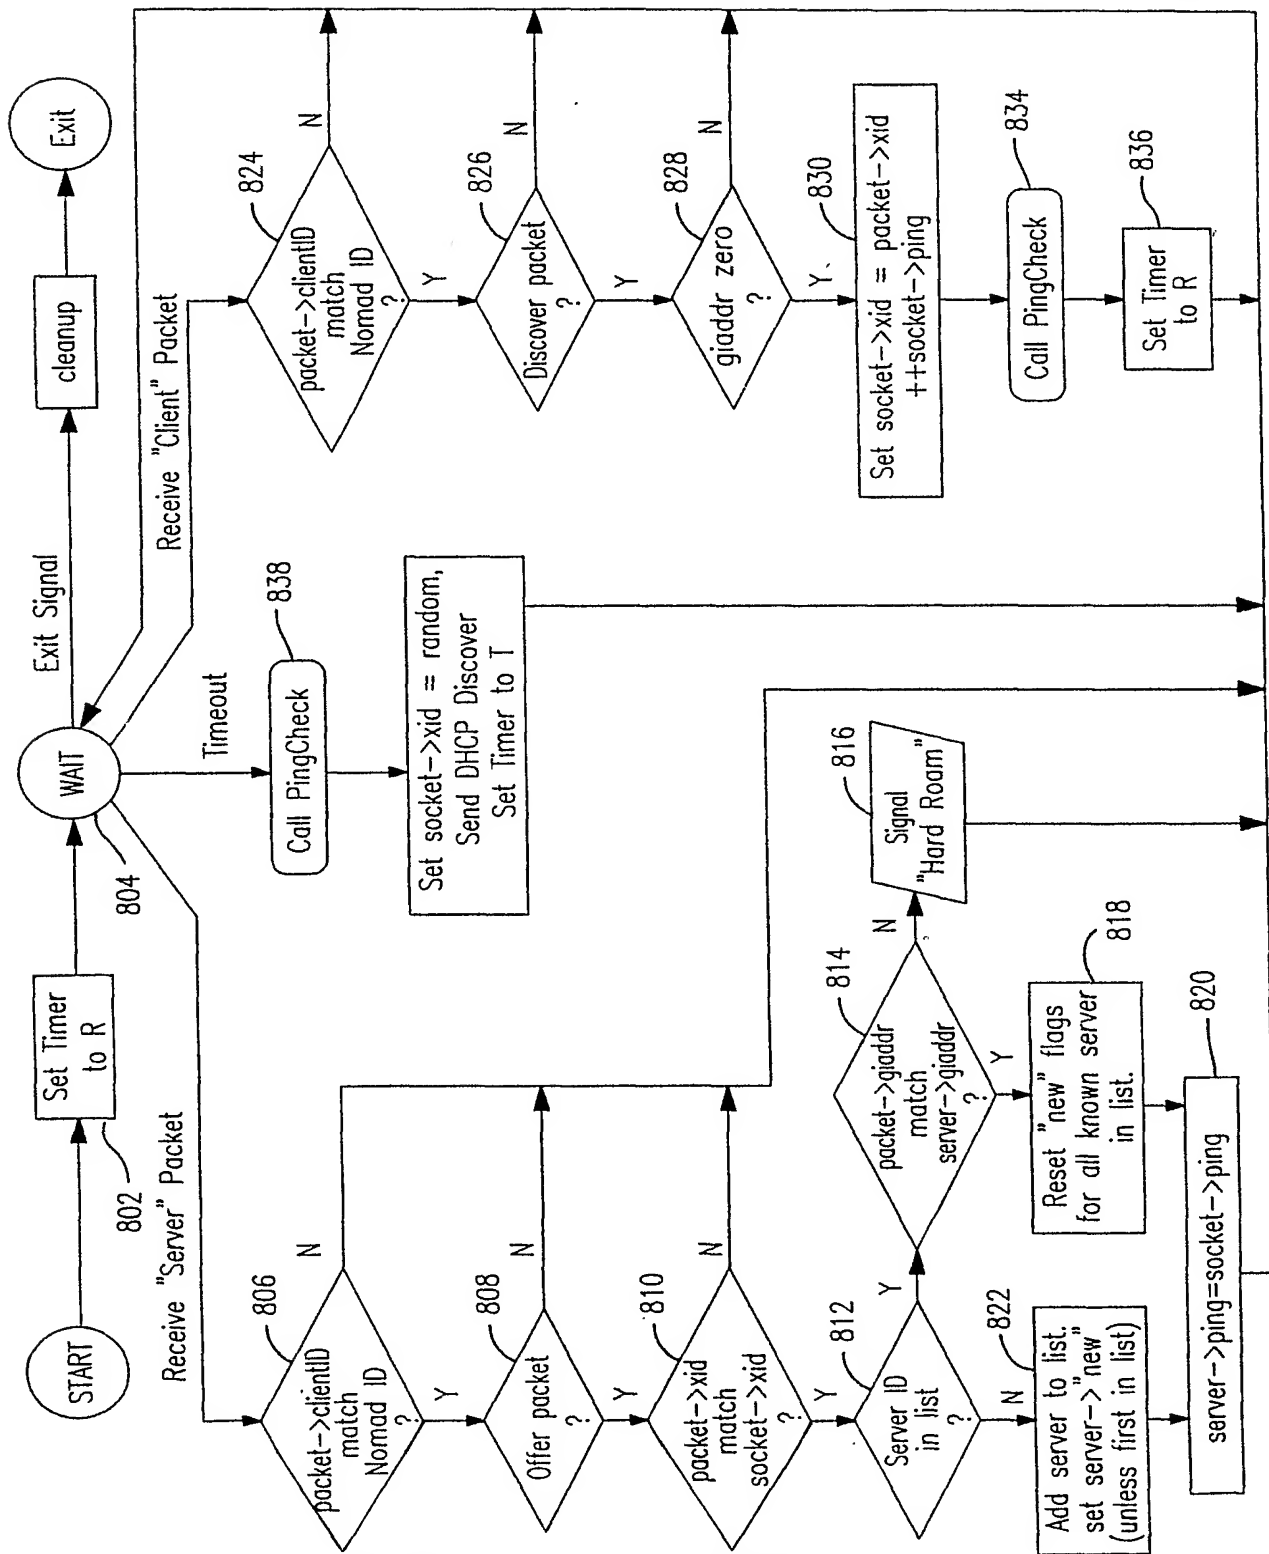 START
802
Set Timer
to R
804
WAIT
Exit Signal
cleanup
Exit
Receive "Server" Packet
806
packet->clientID
match
Nomad ID
?
N
Y
808
Offer packet
?
N
Y
810
packet->xid
match
socket->xid
?
N
Y
812
Server ID
in list
?
Y
N
822
Add server to list.
set server->"new"
(unless first in list)
814
packet->giaddr
match
server->giaddr
?
N
Y
816
Signal
"Hard Roam"
818
Reset "new" flags
for all known server
in list.
820
server->ping=socket->ping
Timeout
838
Call PingCheck
Set socket->xid = random,
Send DHCP Discover
Set Timer to T
Receive "Client" Packet
824
packet->clientID
match
Nomad ID
?
N
Y
826
Discover packet
?
N
Y
828
giaddr zero
?
N
Y
830
Set socket->xid = packet->xid
++socket->ping
834
Call PingCheck
836
Set Timer
to R